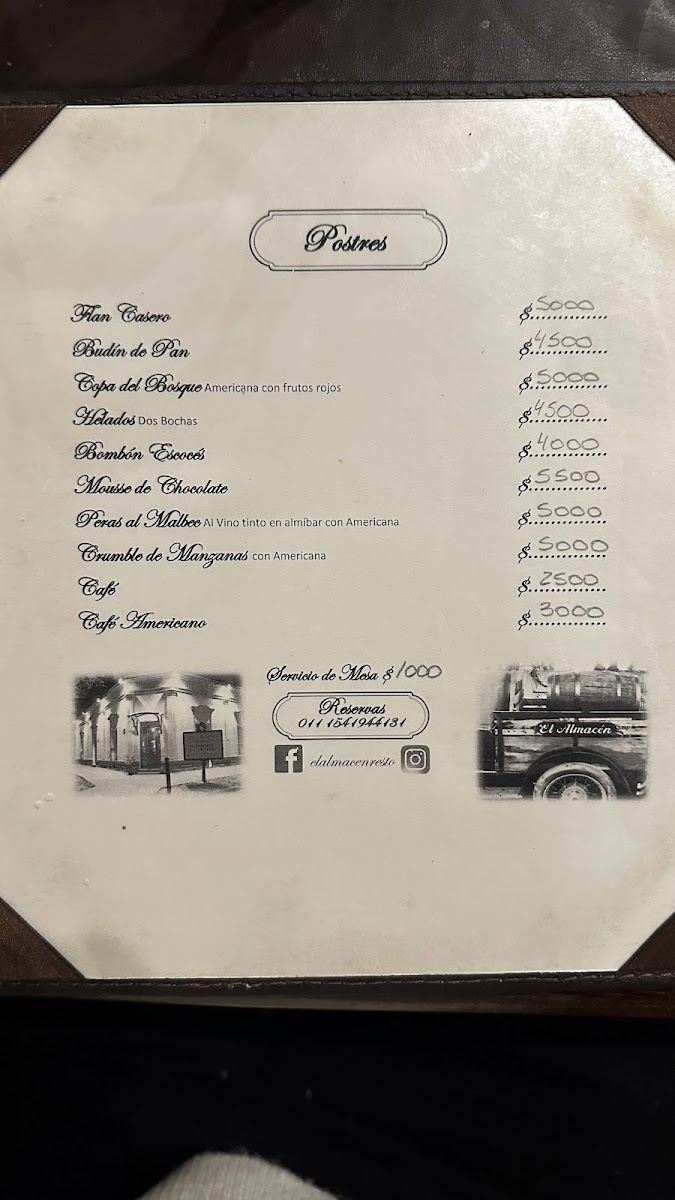 Postres
Flan Casero $ 5000
Budín de Pan $ 4500
Copa del Bosque Americana con frutos rojos $ 5000
Helados Dos Bochas $ 4500
Bombón Escocés $ 4000
Mousse de Chocolate $ 5500
Peras al Malbec Al Vino tinto en almíbar con Americana $ 5000
Crumble de Manzanas con Americana $ 5000
Café $ 2500
Café Americano $ 3000
Servicio de Mesa $ 1000
Reservas
011 1541944131
elalmacenresto
El Almacén